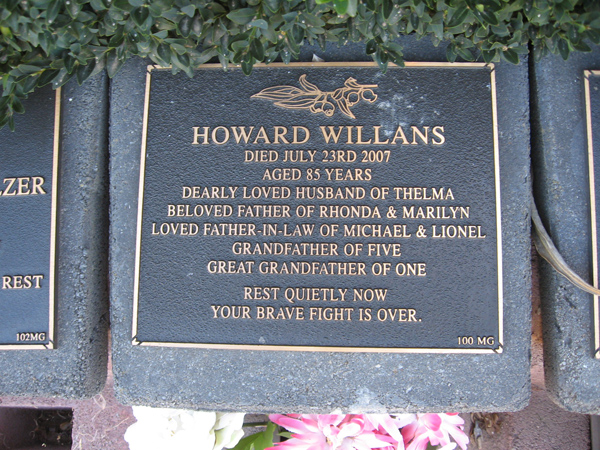 HOWARD WILLANS
DIED JULY 23RD 2007
AGED 85 YEARS
DEARLY LOVED HUSBAND OF THELMA
BELOVED FATHER OF RHONDA & MARILYN
LOVED FATHER-IN-LAW OF MICHAEL & LIONEL
GRANDFATHER OF FIVE
GREAT GRANDFATHER OF ONE
REST QUIETLY NOW
YOUR BRAVE FIGHT IS OVER.
100 MG
REST
102MG